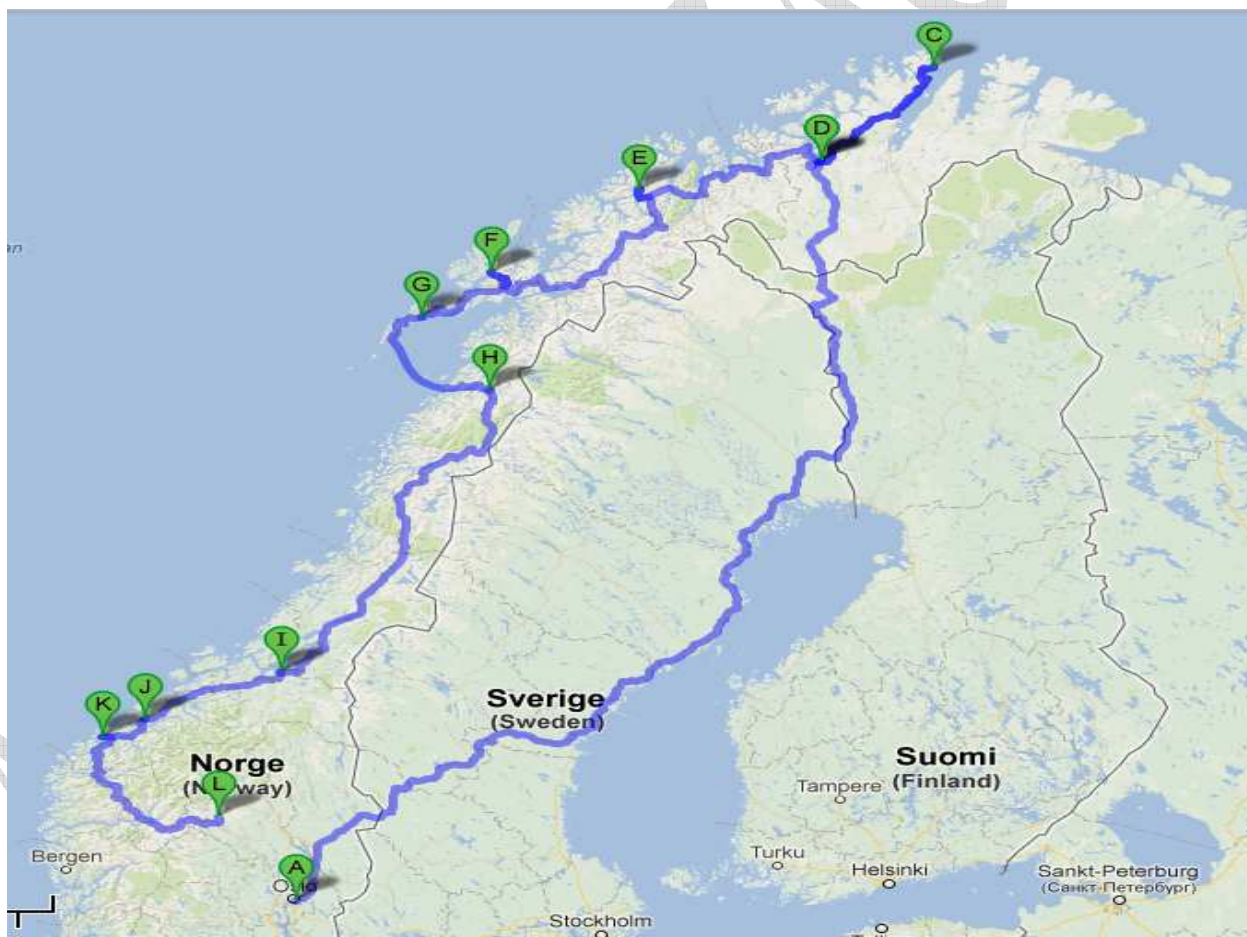 C
D
E
F
G
H
I
J
K
L
A
Sverige
(Sweden)
Norge
Suomi
(Finland)
Tampere
Bergen
Turku
Helsinki
Sankt-Peterburg
(Санкт-Петербург)
Stockholm